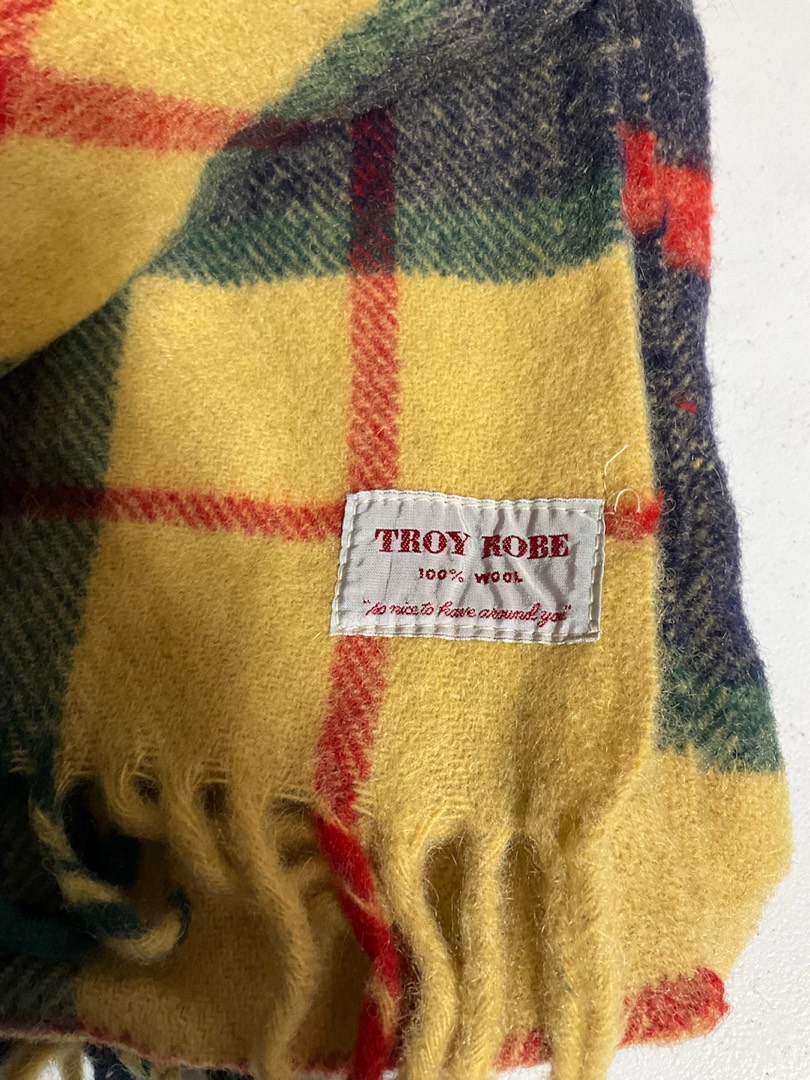 TROY ROBE
100% WOOL
"so nice to have around you"